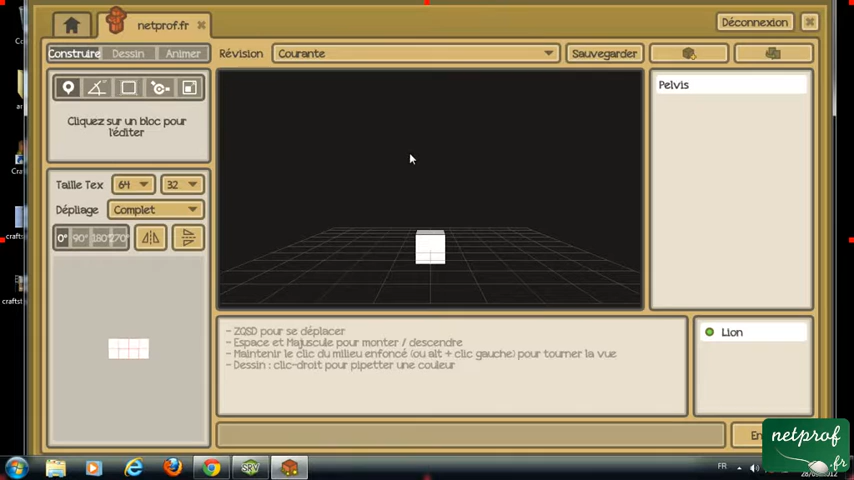 netprof.fr
Déconnexion
Construire Dessin Animer
Révision Courante Sauvegarder
Pelvis
Cliquez sur un bloc pour
l'éditer
Taille Tex 64 32
Dépliage Complet
0° 90° 180° 270°
- ZQSD pour se déplacer
- Espace et Majuscule pour monter / descendre
- Maintenir le clic du milieu enfoncé (ou alt + clic gauche) pour tourner la vue
- Dessin : clic-droit pour pipetter une couleur
Lion
netprof
.fr
FR